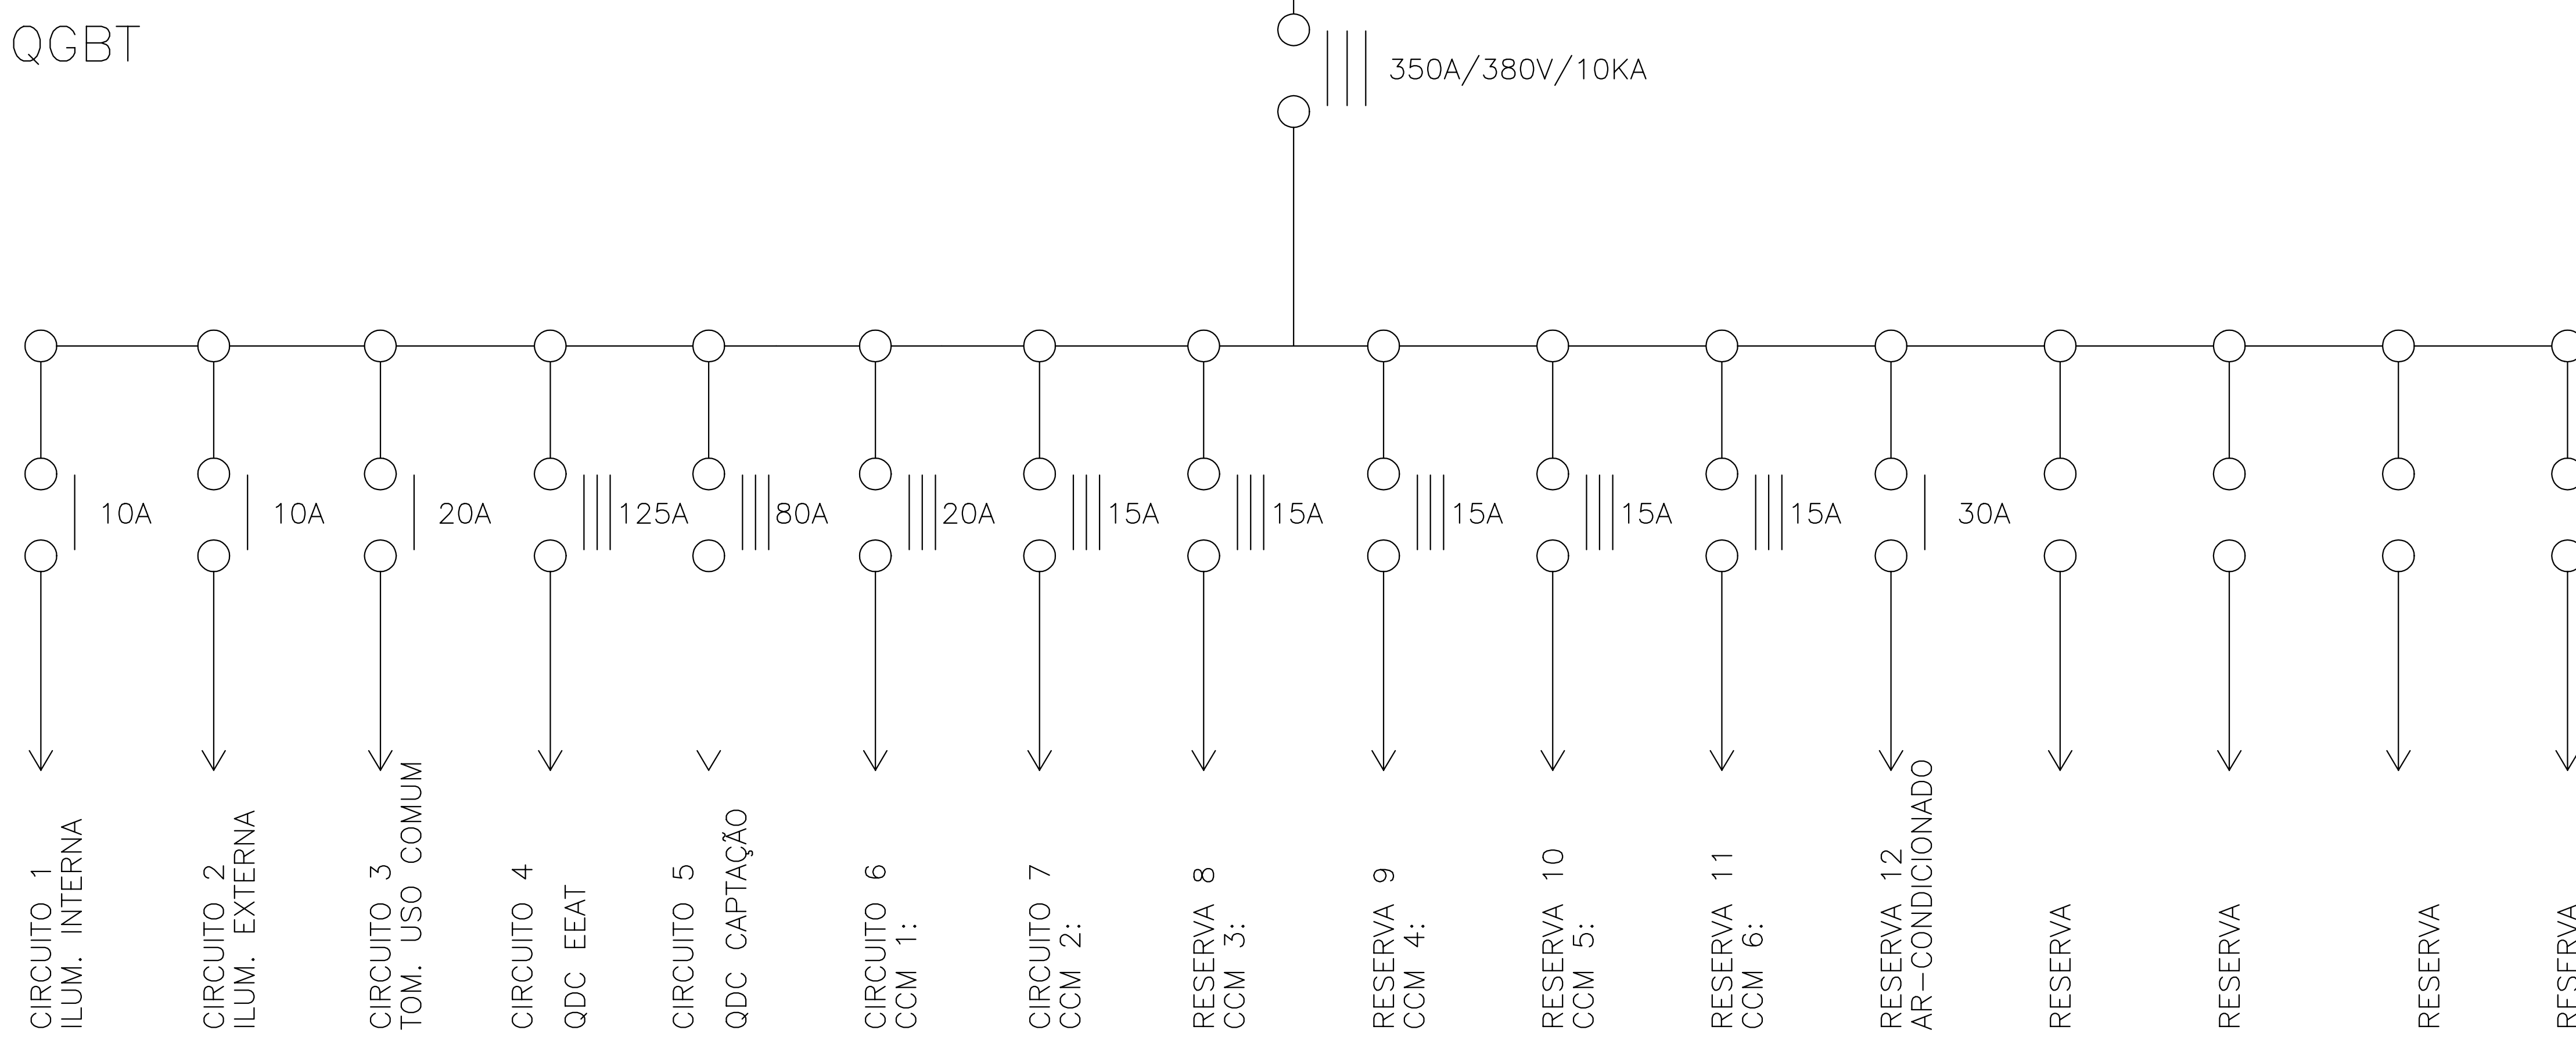 QGBT
350A/380V/10KA
10A
10A
20A
125A
80A
20A
15A
15A
15A
15A
15A
30A
CIRCUITO 1
ILUM. INTERNA
CIRCUITO 2
ILUM. EXTERNA
CIRCUITO 3
TOM. USO COMUM
CIRCUITO 4
QDC EEAT
CIRCUITO 5
QDC CAPTAÇÃO
CIRCUITO 6
CCM 1:
CIRCUITO 7
CCM 2:
RESERVA 8
CCM 3:
RESERVA 9
CCM 4:
RESERVA 10
CCM 5:
RESERVA 11
CCM 6:
RESERVA 12
AR-CONDICIONADO
RESERVA
RESERVA
RESERVA
RESERVA